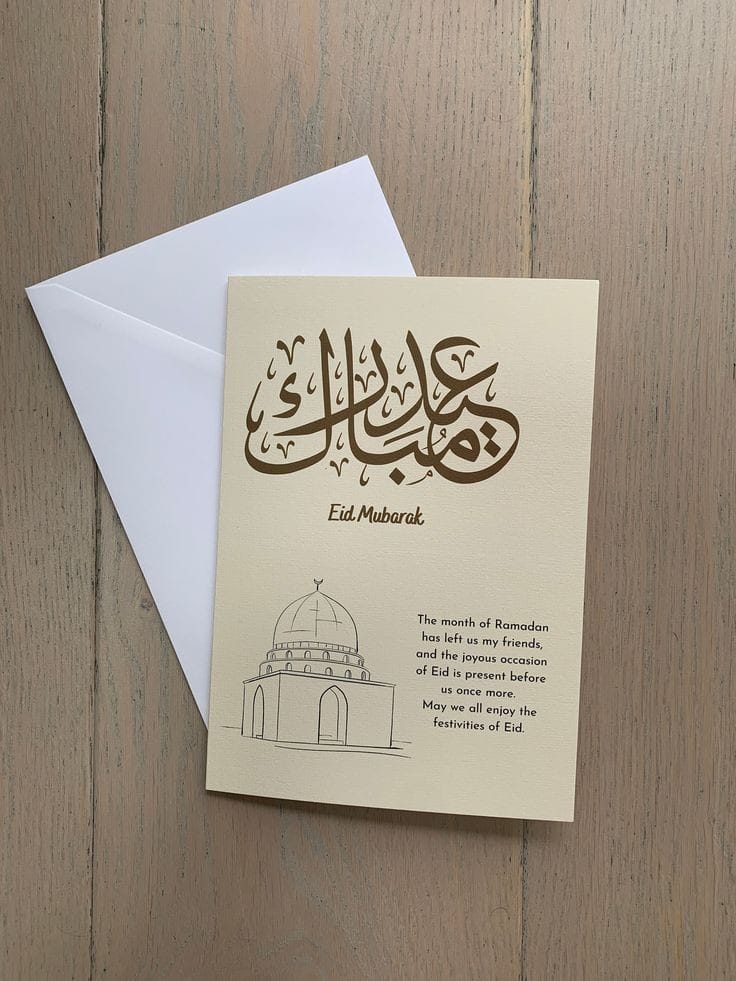 عيد مبارك
Eid Mubarak
The month of Ramadan
has left us my friends,
and the joyous occasion
of Eid is present before
us once more.
May we all enjoy the
festivities of Eid.